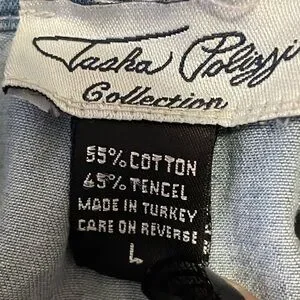 Tasha Polizzi
Collection
55% COTTON
45% TENCEL
MADE IN TURKEY
CARE ON REVERSE
L